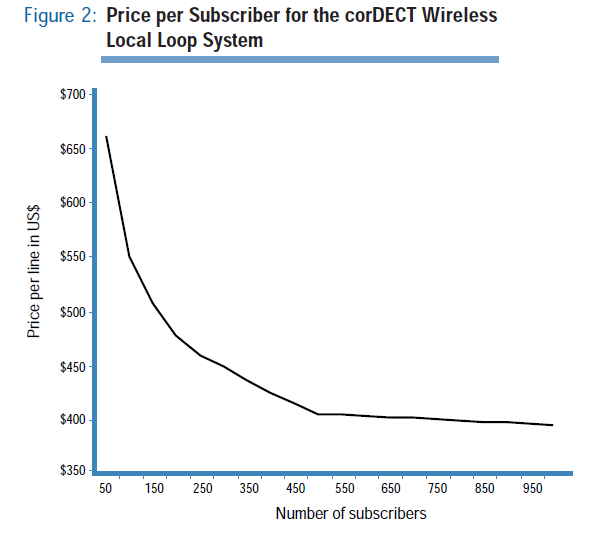 Figure 2: Price per Subscriber for the corDECT Wireless
Local Loop System
$700
$650
$600
$550
$500
$450
$400
$350
Price per line in US$
50 150 250 350 450 550 650 750 850 950
Number of subscribers